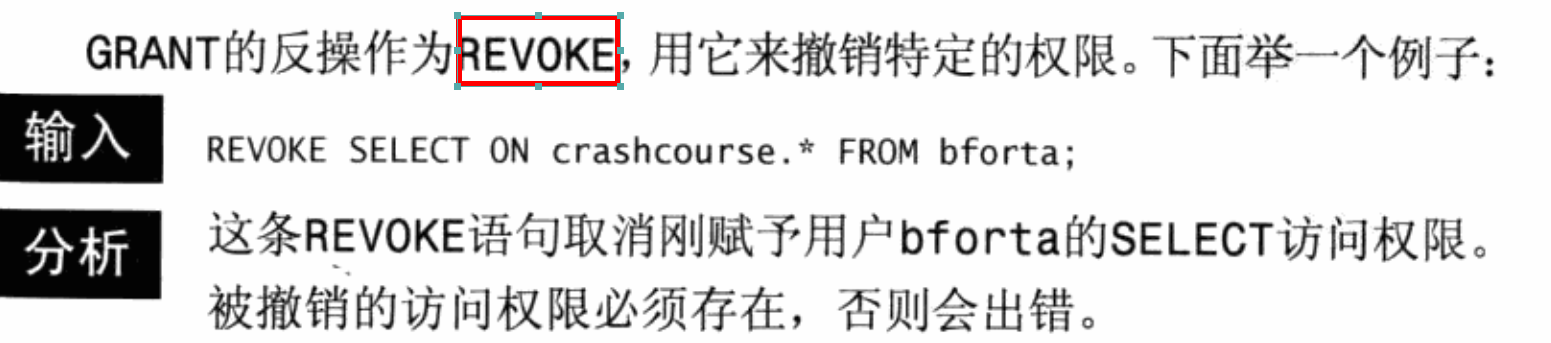 GRANT的反操作为REVOKE，用它来撤销特定的权限。下面举一个例子：
输入
REVOKE SELECT ON crashcourse.* FROM bforta;
分析
这条REVOKE语句取消刚赋予用户bforta的SELECT访问权限。
被撤销的访问权限必须存在，否则会出错。